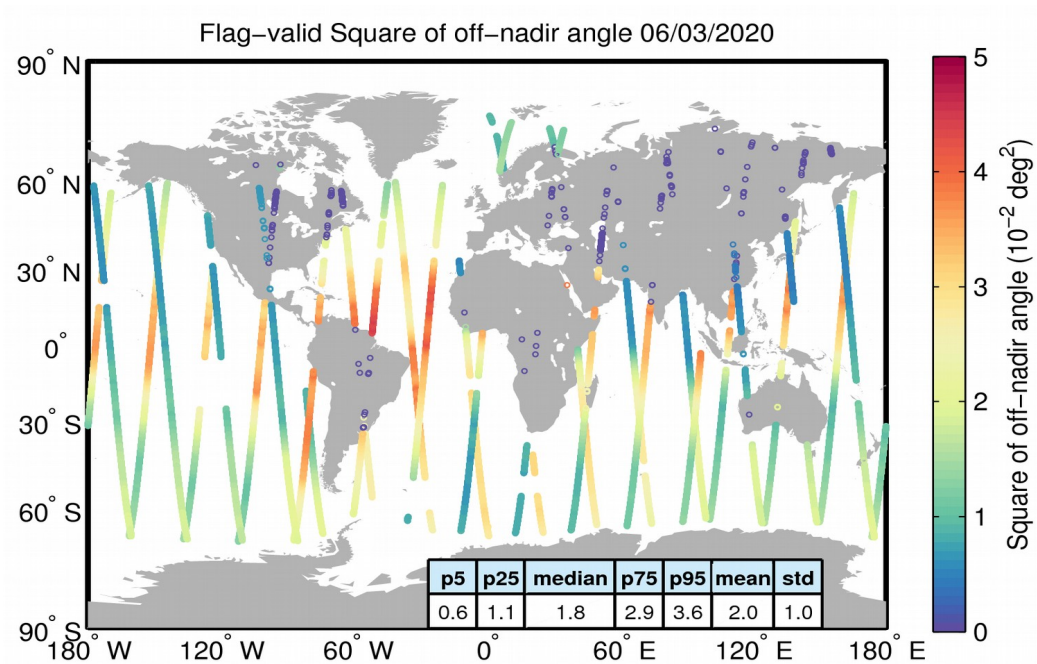 Flag−valid Square of off−nadir angle 06/03/2020
90° N
60° N
30° N
0°
30° S
60° S
90° S
180° W
120° W
60° W
0°
60° E
120° E
180° E
p5 p25 median p75 p95 mean std
0.6 1.1 1.8 2.9 3.6 2.0 1.0
5
4
3
2
1
0
Square of off−nadir angle (10⁻² deg²)